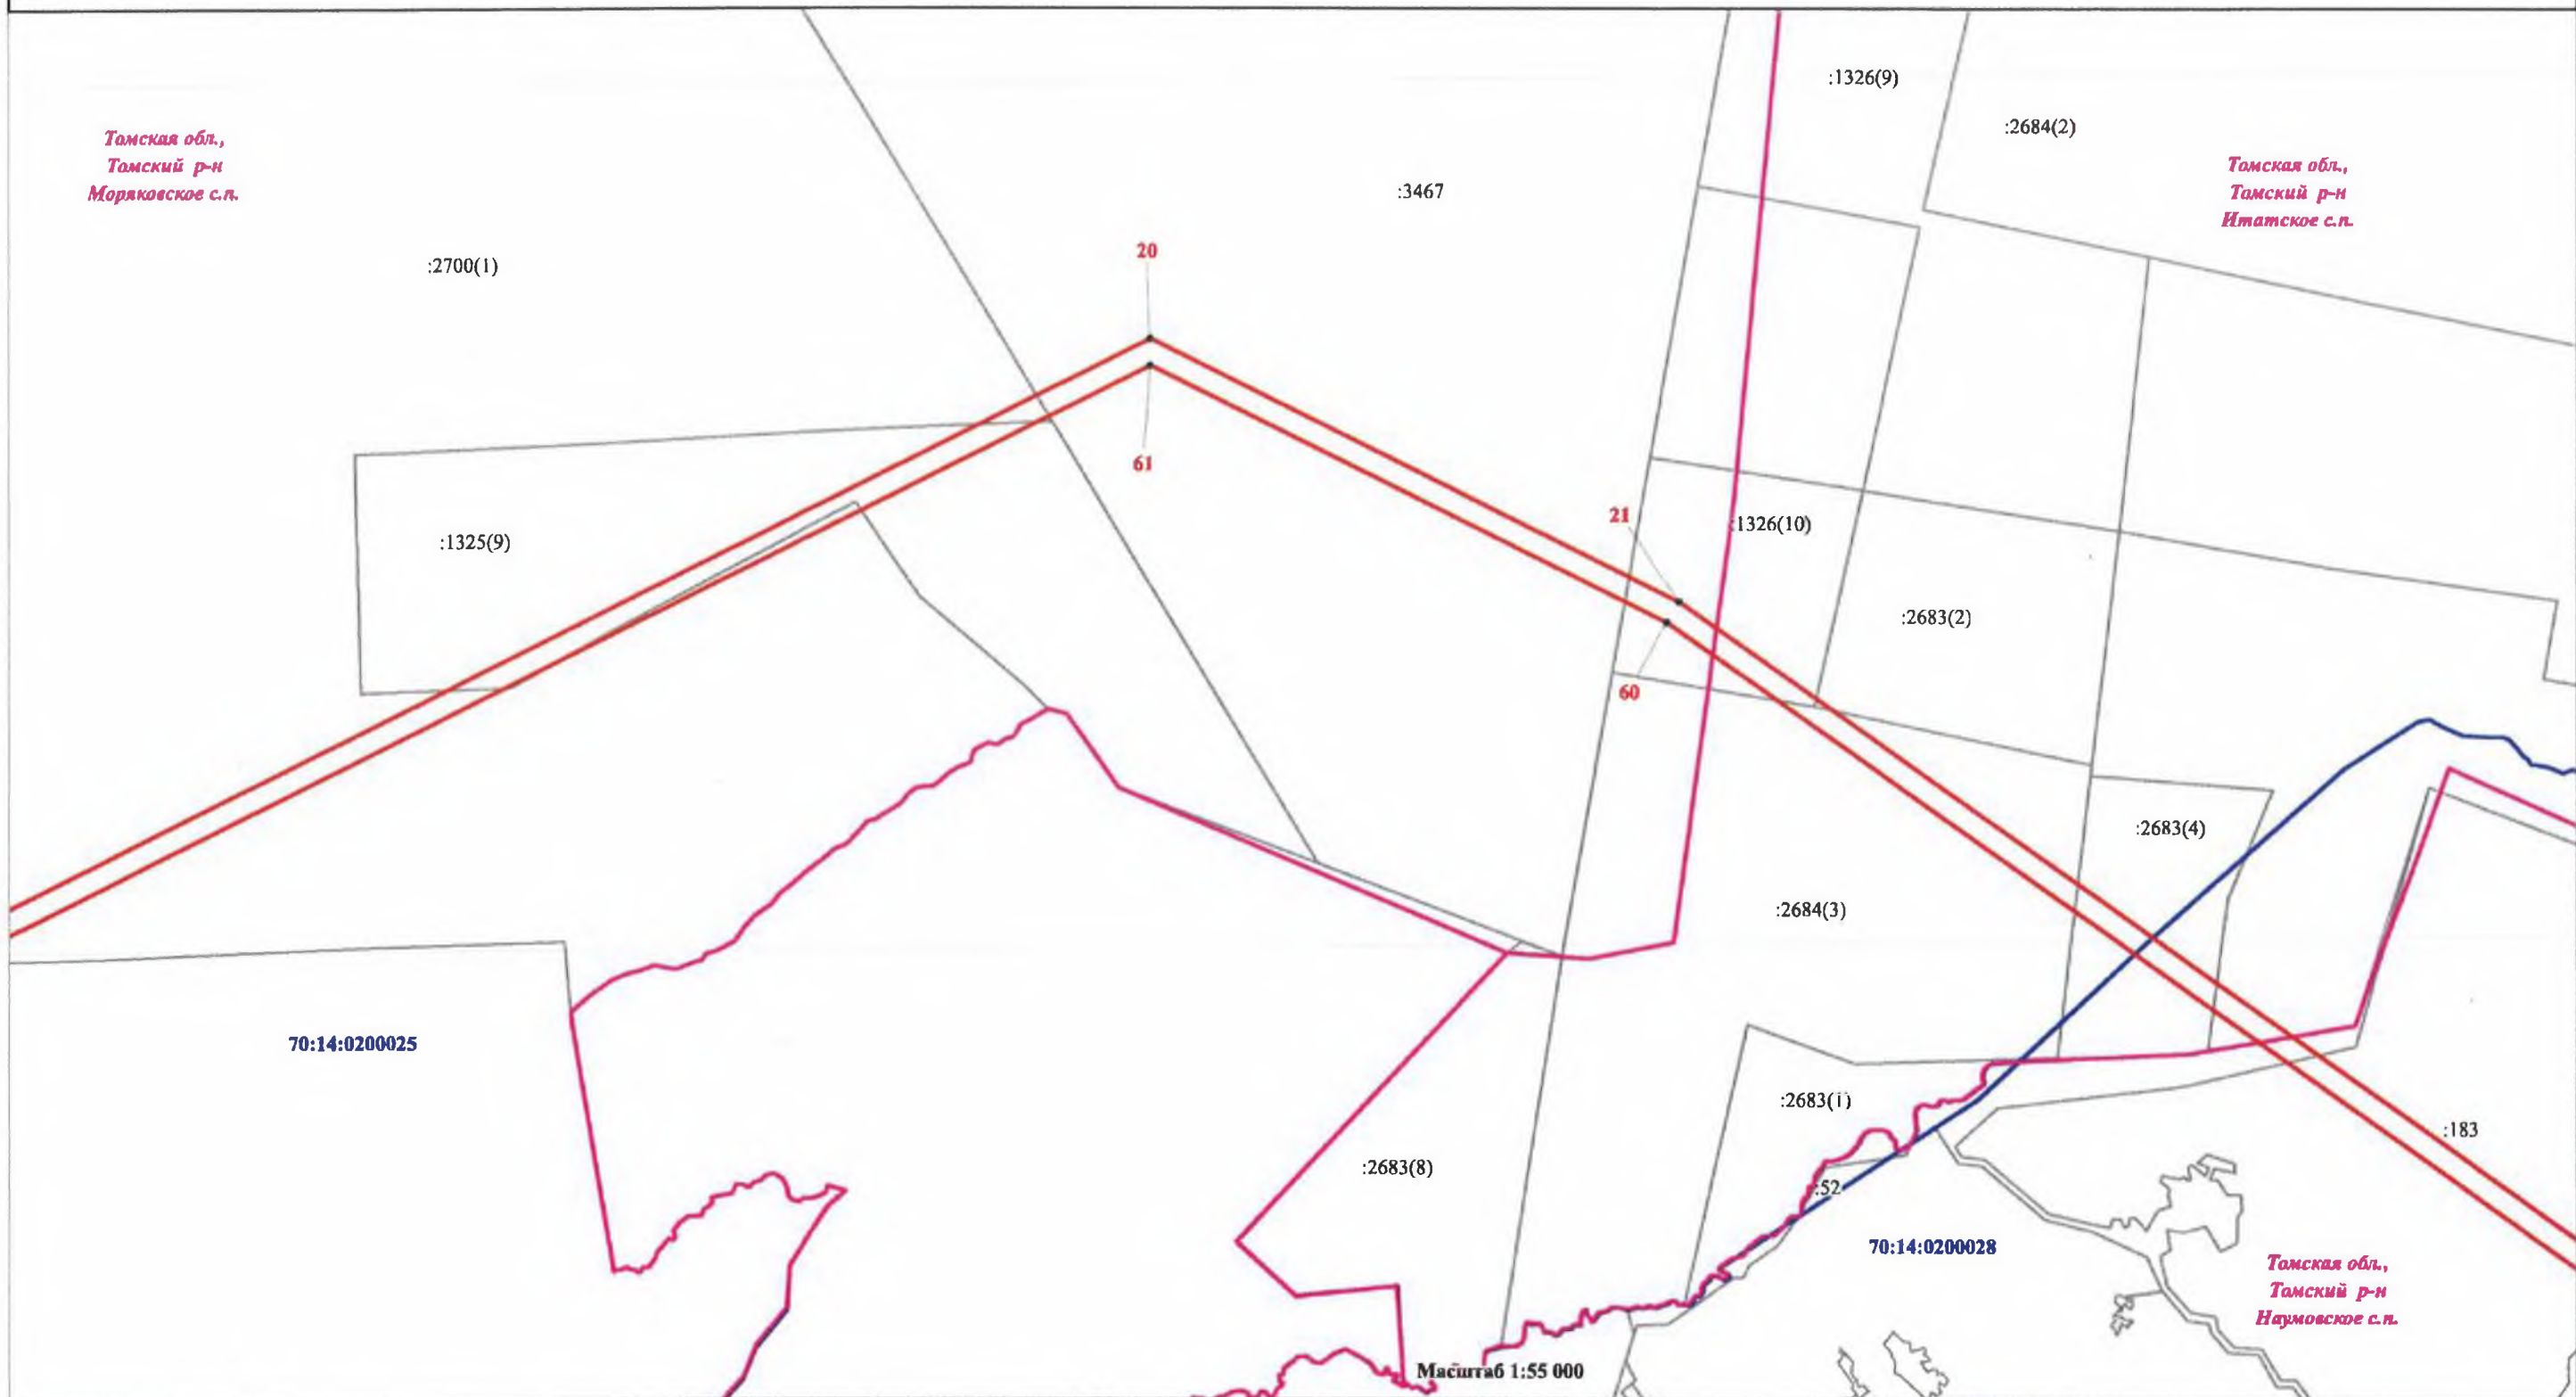 :1326(9)
:2684(2)
Томская обл.,
Томский р-н
Моряковское с.п.
Томская обл.,
Томский р-н
Итатское с.п.
:3467
20
:2700(1)
61
21
:1326(10)
:1325(9)
:2683(2)
60
:2683(4)
:2684(3)
70:14:0200025
:2683(1)
:183
:2683(8)
:52
70:14:0200028
Томская обл.,
Томский р-н
Наумовское с.п.
Масштаб 1:55 000